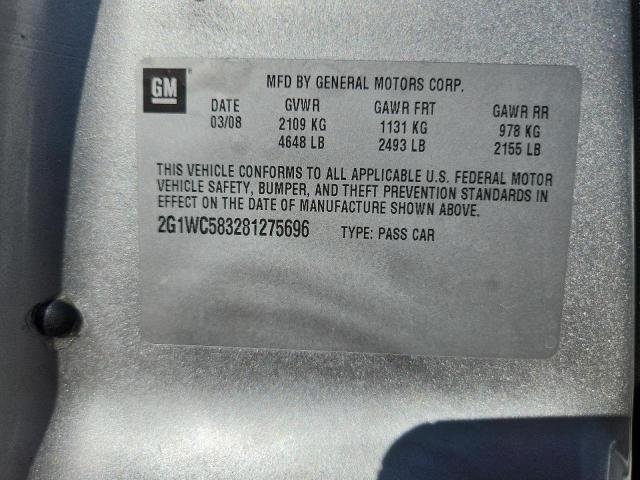 GM
MFD BY GENERAL MOTORS CORP.
DATE GVWR GAWR FRT GAWR RR
03/08 2109 KG 1131 KG 978 KG
4648 LB 2493 LB 2155 LB
THIS VEHICLE CONFORMS TO ALL APPLICABLE U.S. FEDERAL MOTOR
VEHICLE SAFETY, BUMPER, AND THEFT PREVENTION STANDARDS IN
EFFECT ON THE DATE OF MANUFACTURE SHOWN ABOVE.
2G1WC583281275696 TYPE: PASS CAR